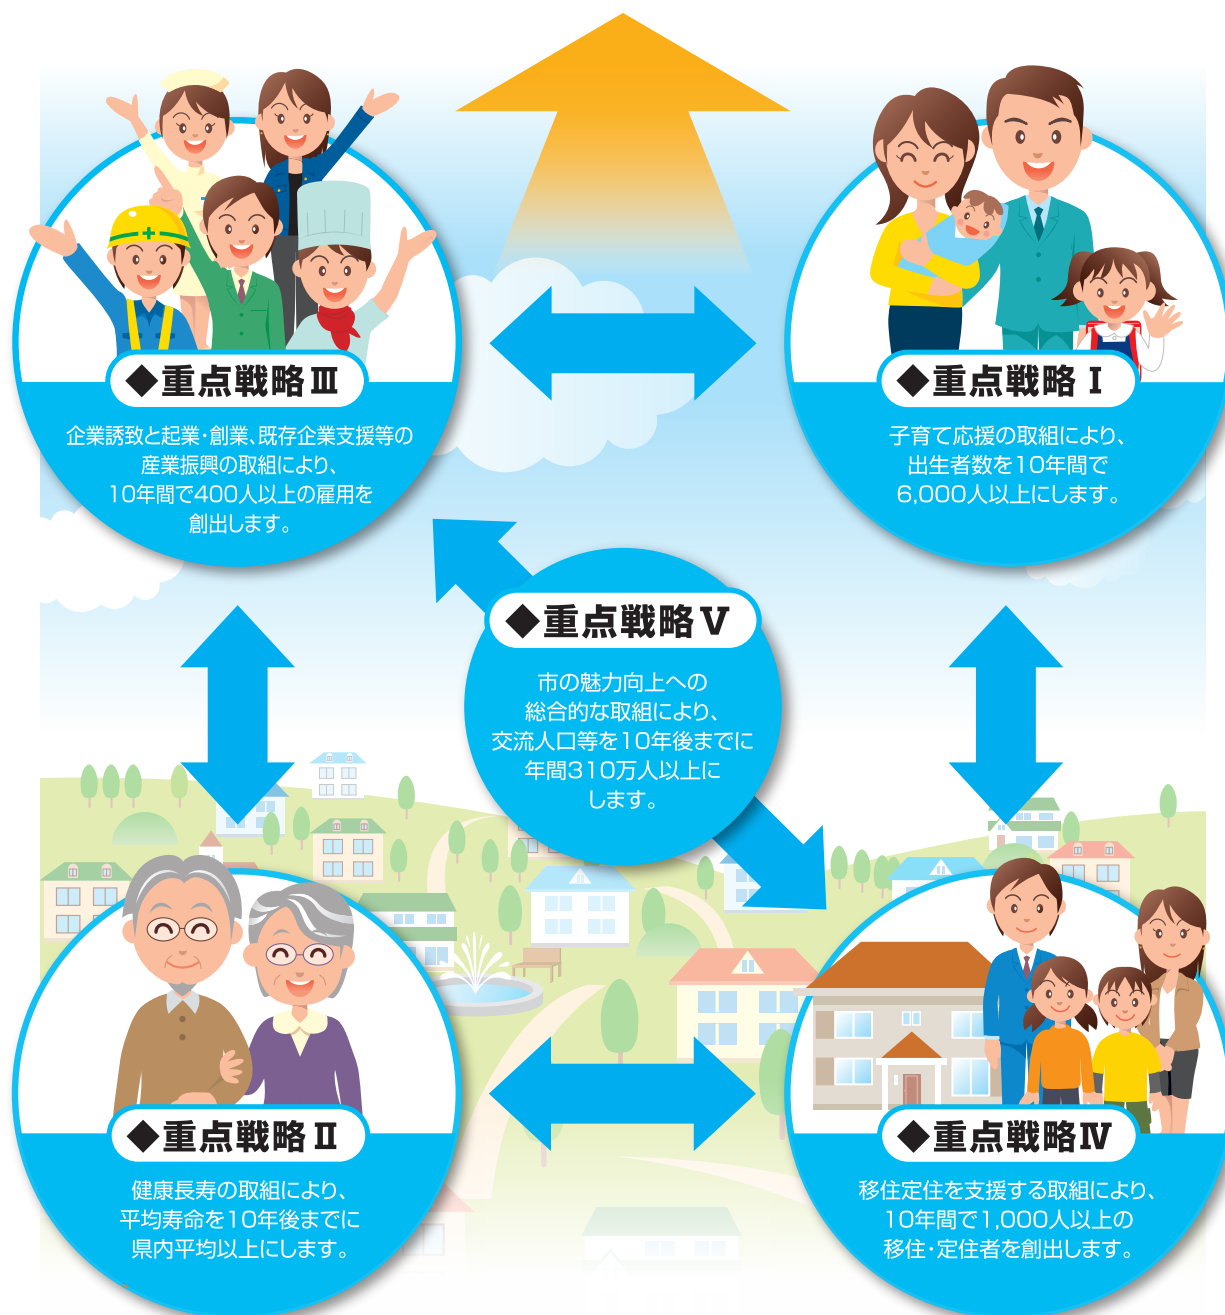 ◆重点戦略Ⅲ
企業誘致と起業・創業、既存企業支援等の
産業振興の取組により、
10年間で400人以上の雇用を
創出します。
◆重点戦略Ⅰ
子育て応援の取組により、
出生者数を10年間で
6,000人以上にします。
◆重点戦略Ⅴ
市の魅力向上への
総合的な取組により、
交流人口等を10年後までに
年間310万人以上に
します。
◆重点戦略Ⅱ
健康長寿の取組により、
平均寿命を10年後までに
県内平均以上にします。
◆重点戦略Ⅳ
移住定住を支援する取組により、
10年間で1,000人以上の
移住・定住者を創出します。